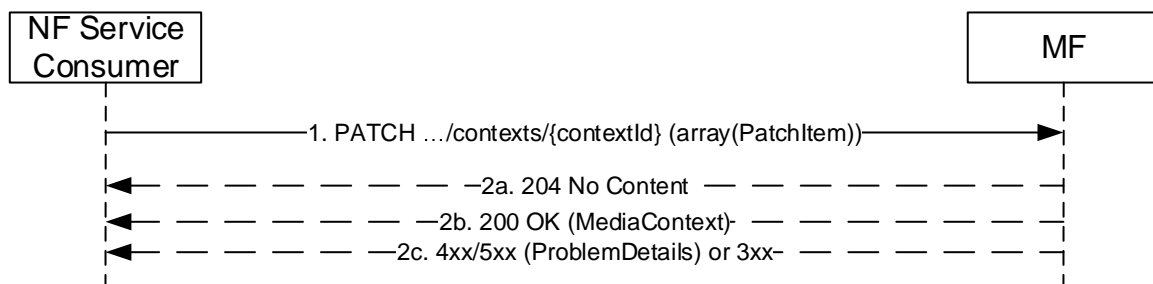 NF Service
Consumer
MF
1. PATCH …/contexts/{contextId} (array(PatchItem))
2a. 204 No Content
2b. 200 OK (MediaContext)
2c. 4xx/5xx (ProblemDetails) or 3xx